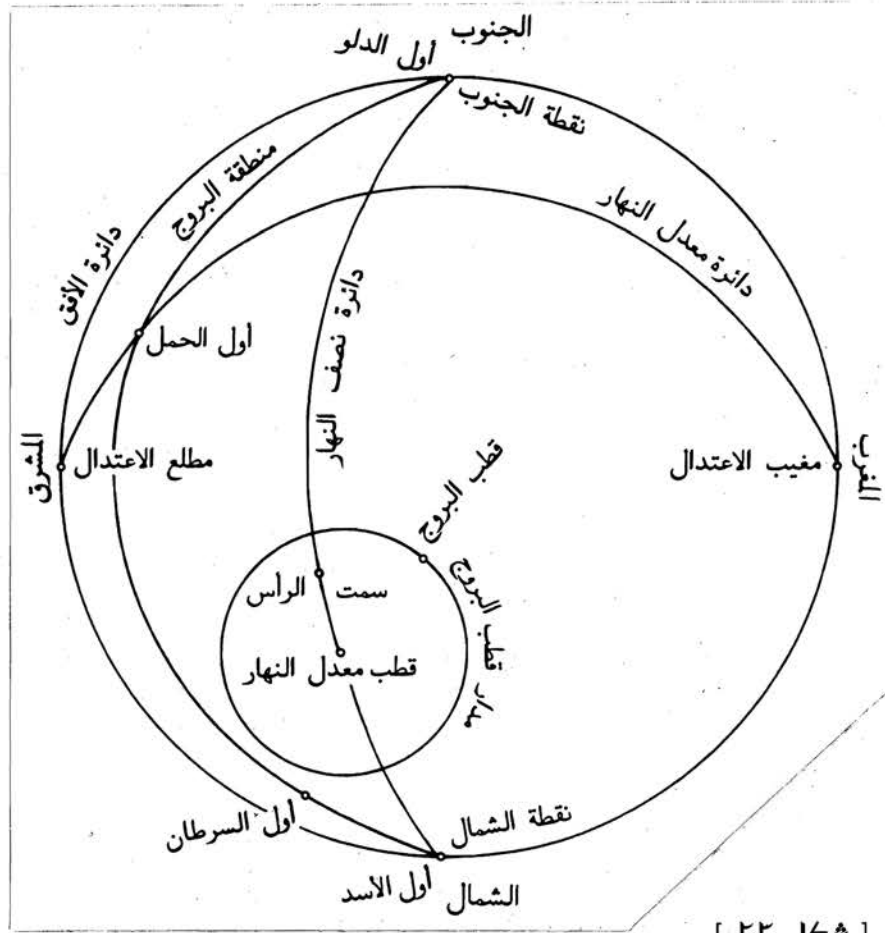 الجنوب
أول الدلو
نقطة الجنوب
منطقة البروج
دائرة معدل النهار
دائرة الأفق
دائرة نصف النهار
أول الحمل
المشرق
مطلع الاعتدال
مغيب الاعتدال
المغرب
قطب البروج
مدار قطب البروج
سمت الرأس
قطب معدل النهار
أول السرطان
نقطة الشمال
أول الأسد
الشمال